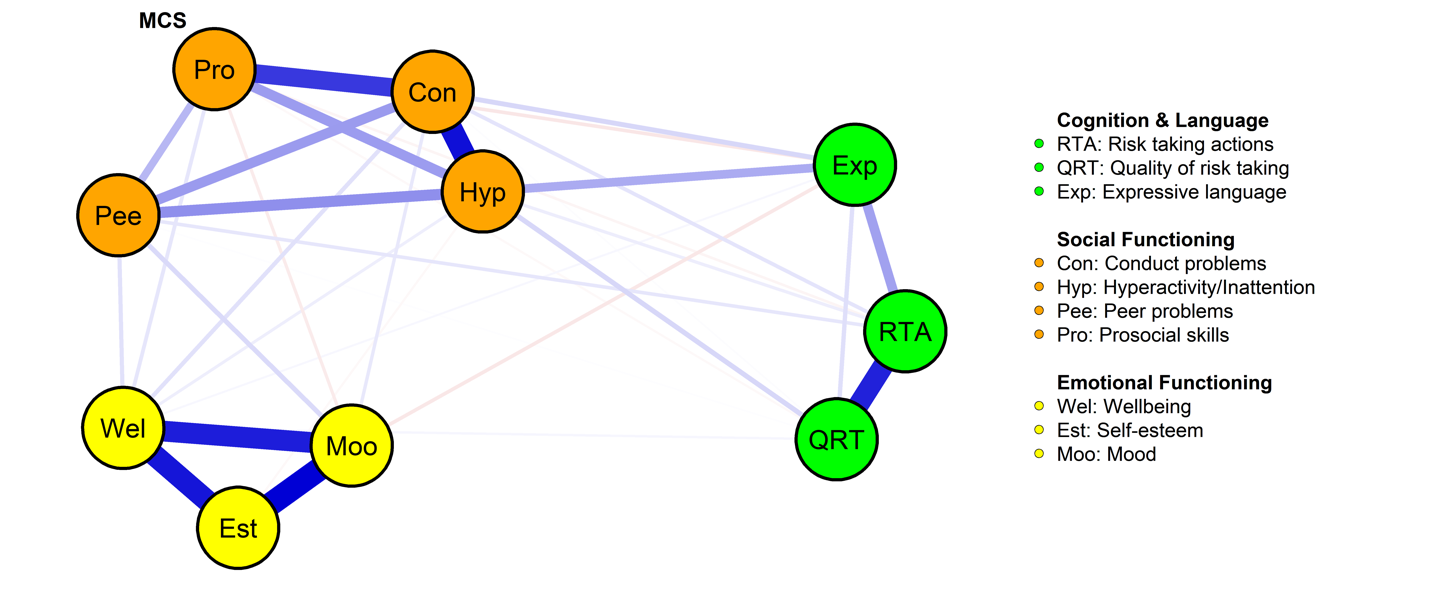 MCS
Pro
Con
Hyp
Pee
Exp
RTA
QRT
Wel
Moo
Est
Cognition & Language
RTA: Risk taking actions
QRT: Quality of risk taking
Exp: Expressive language
Social Functioning
Con: Conduct problems
Hyp: Hyperactivity/Inattention
Pee: Peer problems
Pro: Prosocial skills
Emotional Functioning
Wel: Wellbeing
Est: Self-esteem
Moo: Mood